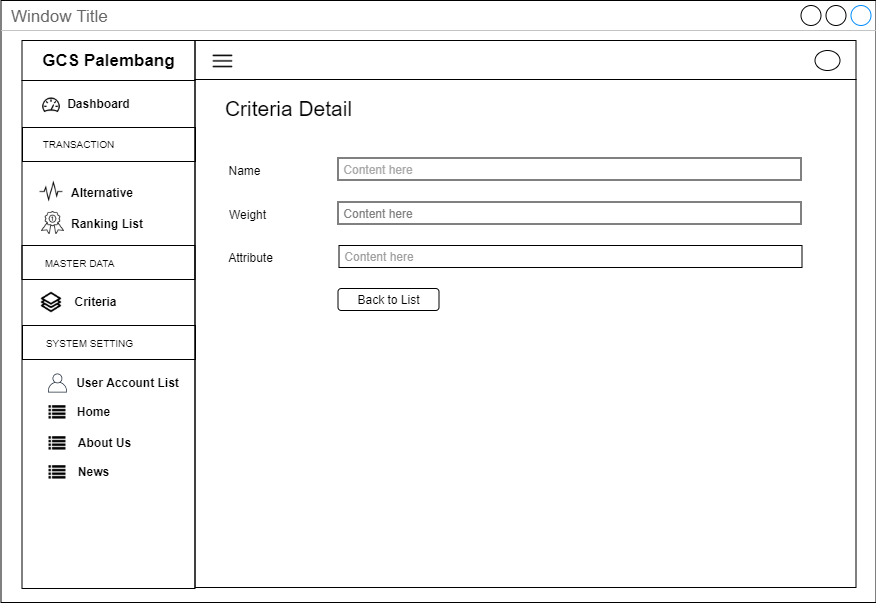 Window Title
GCS Palembang
Dashboard
TRANSACTION
Alternative
Ranking List
MASTER DATA
Criteria
SYSTEM SETTING
User Account List
Home
About Us
News
Criteria Detail
Name
Content here
Weight
Content here
Attribute
Content here
Back to List